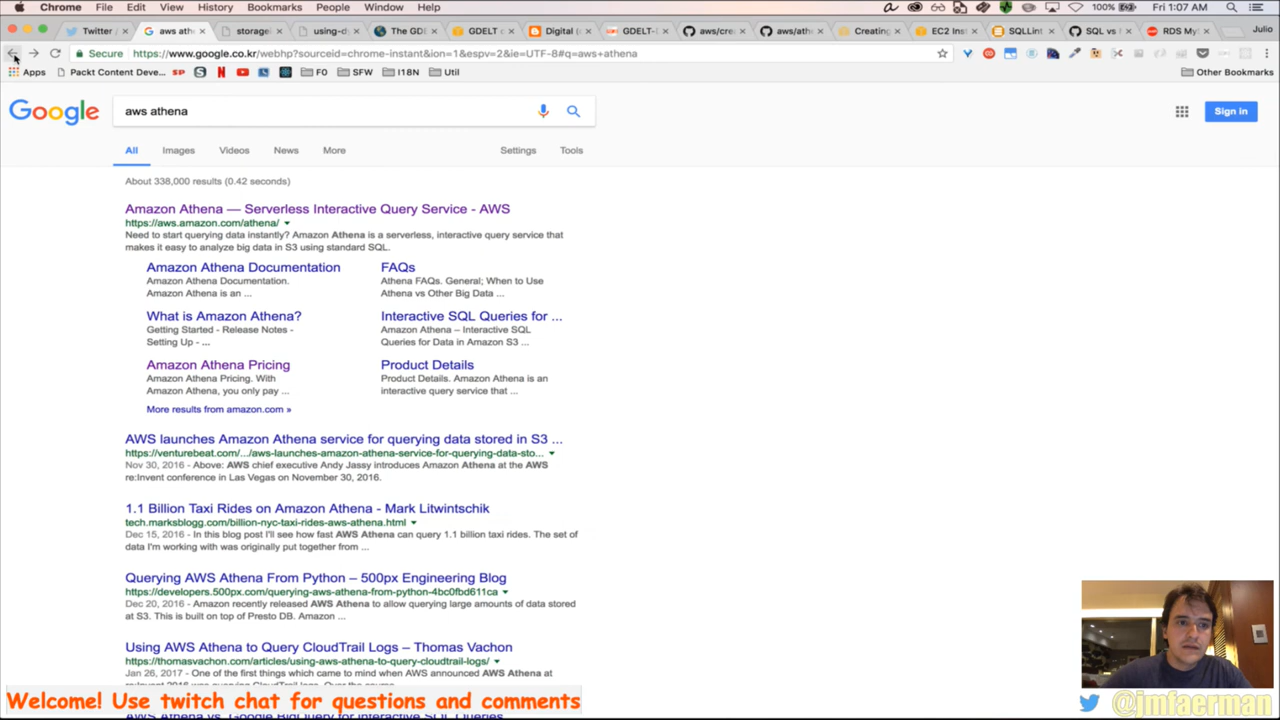 Chrome File Edit View History Bookmarks People Window Help 100% Fri 1:07 AM
Twitter / aws ath storage using-d The GDE GDELT c Digital ( GDELT- aws/cre aws/ath Creating EC2 Ins SQLLint SQL vs RDS My Julio
Secure https://www.google.co.kr/webhp?sourceid=chrome-instant&ion=1&espv=2&ie=UTF-8#q=aws+athena
Apps Packt Content Deve... SP F0 SFW I18N Util Other Bookmarks
Google aws athena Sign in
All Images Videos News More Settings Tools
About 338,000 results (0.42 seconds)
Amazon Athena — Serverless Interactive Query Service - AWS
https://aws.amazon.com/athena/
Need to start querying data instantly? Amazon Athena is a serverless, interactive query service that
makes it easy to analyze big data in S3 using standard SQL.
Amazon Athena Documentation
Amazon Athena Documentation.
Amazon Athena is an ...
FAQs
Athena FAQs. General; When to Use
Athena vs Other Big Data ...
What is Amazon Athena?
Getting Started - Release Notes -
Setting Up - ...
Interactive SQL Queries for ...
Amazon Athena – Interactive SQL
Queries for Data in Amazon S3 ...
Amazon Athena Pricing
Amazon Athena Pricing. With
Amazon Athena, you only pay ...
Product Details
Product Details. Amazon Athena is an
interactive query service that ...
More results from amazon.com »
AWS launches Amazon Athena service for querying data stored in S3 ...
https://venturebeat.com/.../aws-launches-amazon-athena-service-for-querying-data-sto...
Nov 30, 2016 - Above: AWS chief executive Andy Jassy introduces Amazon Athena at the AWS
re:Invent conference in Las Vegas on November 30, 2016.
1.1 Billion Taxi Rides on Amazon Athena - Mark Litwintschik
tech.marksblogg.com/billion-nyc-taxi-rides-aws-athena.html
Dec 15, 2016 - In this blog post I'll see how fast AWS Athena can query 1.1 billion taxi rides. The set of
data I'm working with was originally put together from ...
Querying AWS Athena From Python – 500px Engineering Blog
https://developers.500px.com/querying-aws-athena-from-python-4bc0fbd611ca
Dec 20, 2016 - Amazon recently released AWS Athena to allow querying large amounts of data stored
at S3. This is built on top of Presto DB. Amazon ...
Using AWS Athena to Query CloudTrail Logs – Thomas Vachon
https://thomasvachon.com/articles/using-aws-athena-to-query-cloudtrail-logs/
Jan 26, 2017 - One of the first things which came to mind when AWS announced AWS Athena at
Welcome! Use twitch chat for questions and comments
@jmfaerman